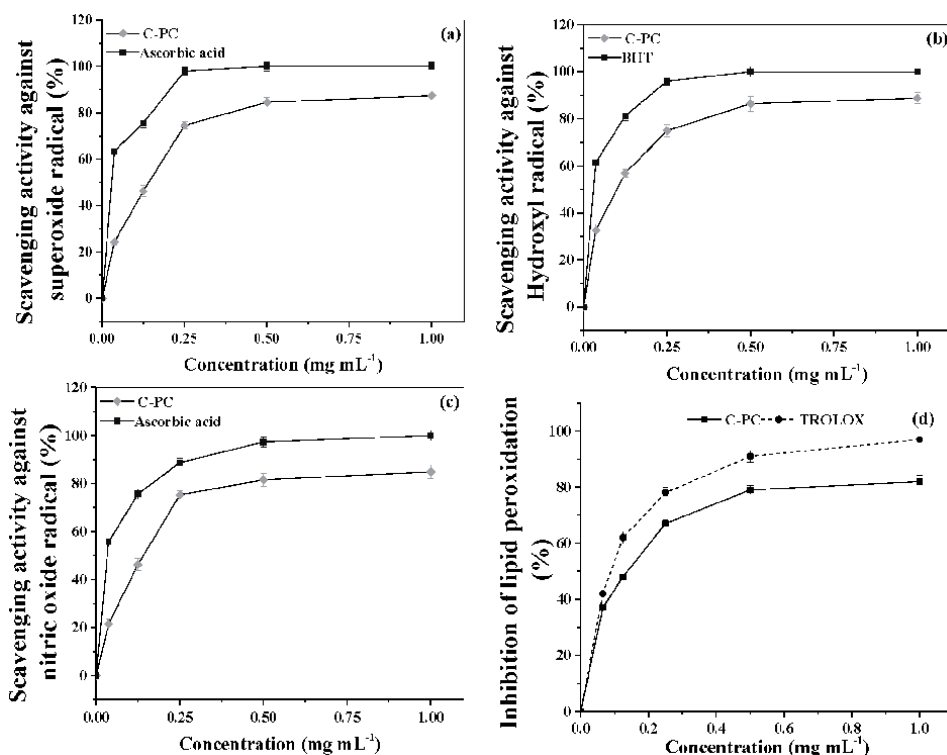 120
100
80
60
40
20
0
C-PC
Ascorbic acid
(a)
Scavenging activity against
superoxide radical (%)
0.00
0.25
0.50
0.75
1.00
Concentration (mg mL⁻¹)
120
100
80
60
40
20
0
C-PC
BHT
(b)
Scavenging activity against
Hydroxyl radical (%)
0.00
0.25
0.50
0.75
1.00
Concentration (mg mL⁻¹)
120
100
80
60
40
20
0
C-PC
Ascorbic acid
(c)
Scavenging activity against
nitric oxide radical (%)
0.00
0.25
0.50
0.75
1.00
Concentration (mg mL⁻¹)
100
80
60
40
20
0
C-PC
TROLOX
(d)
Inhibition of lipid peroxidation
(%)
0.0
0.2
0.4
0.6
0.8
1.0
Concentration (mg mL⁻¹)